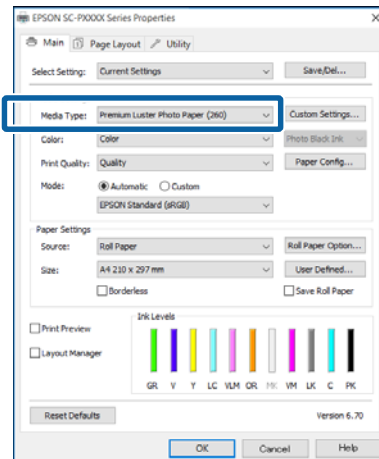 EPSON SC-PXXXX Series Properties
Main Page Layout Utility
Select Setting: Current Settings Save/Del...
Media Type: Premium Luster Photo Paper (260) Custom Settings...
Color: Color Photo Black Ink
Print Quality: Quality Paper Config...
Mode: Automatic Custom
EPSON Standard (sRGB)
Paper Settings
Source: Roll Paper Roll Paper Option...
Size: A4 210 x 297 mm User Defined...
Borderless Save Roll Paper
Ink Levels
Print Preview
Layout Manager
GR V Y LC VLM OR MK VM LK C PK
Reset Defaults Version 6.70
OK Cancel Help